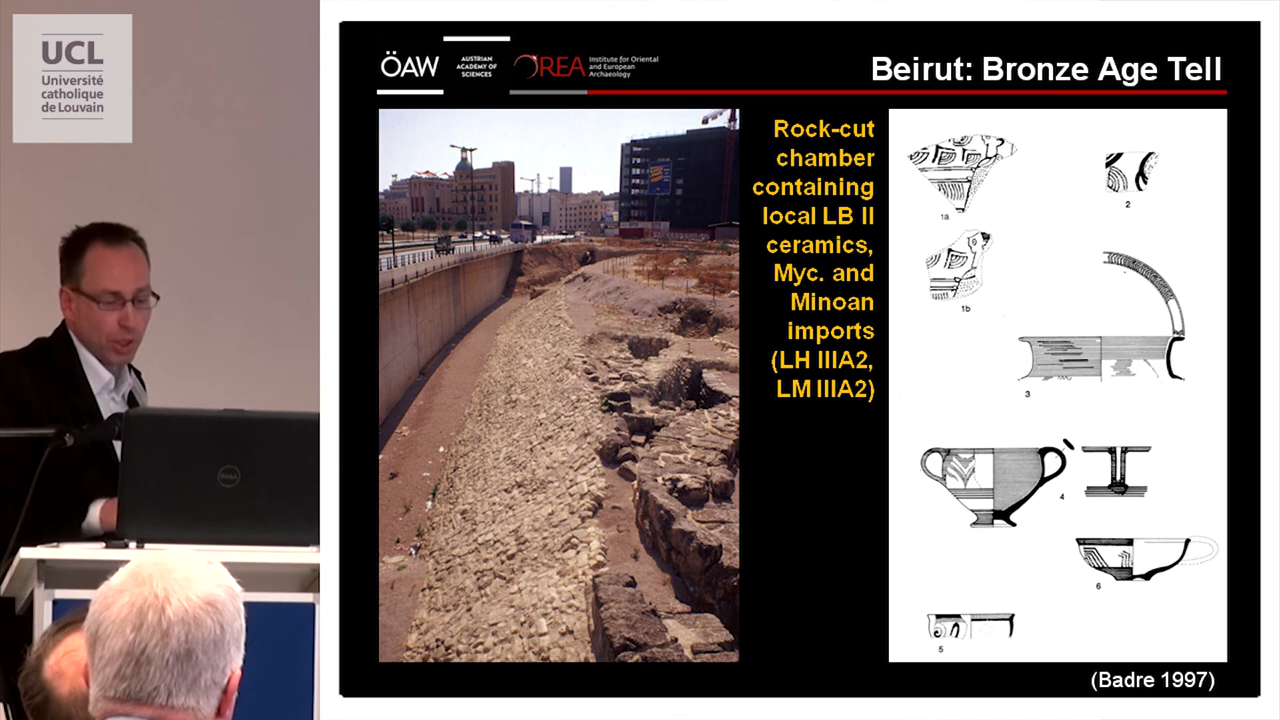 UCL
Université
catholique
de Louvain
ÖAW
AUSTRIAN
ACADEMY OF
SCIENCES
OREA
Institute for Oriental
and European
Archaeology
Beirut: Bronze Age Tell
Rock-cut
chamber
containing
local LB II
ceramics,
Myc. and
Minoan
imports
(LH IIIA2,
LM IIIA2)
1a
2
1b
3
4
6
5
(Badre 1997)
DELL